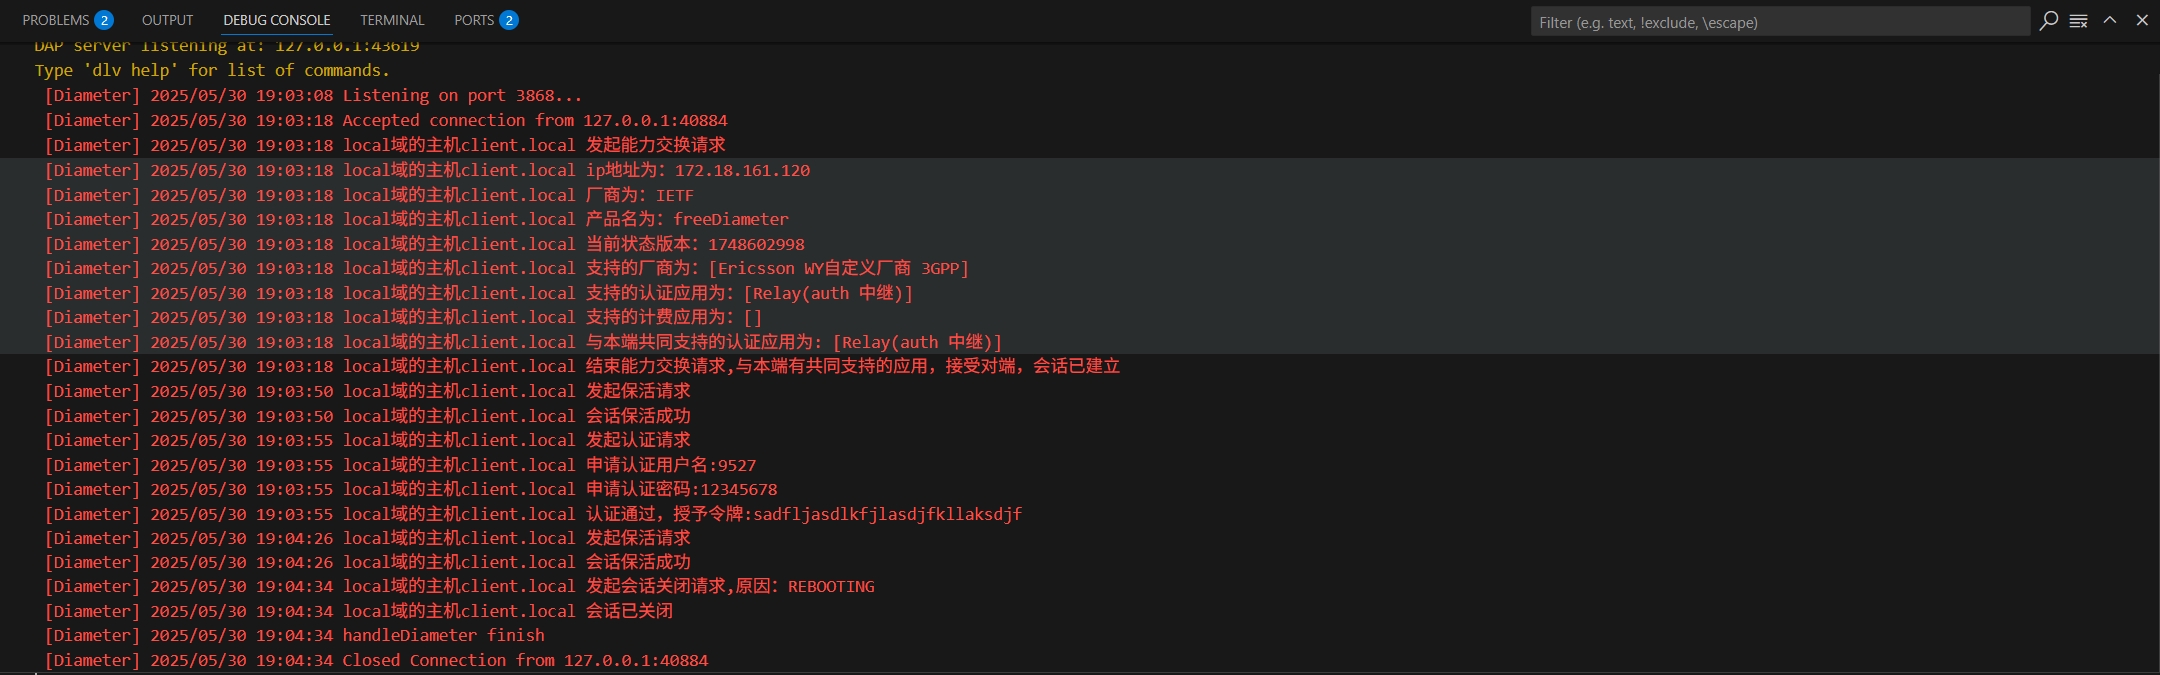 PROBLEMS 2 OUTPUT DEBUG CONSOLE TERMINAL PORTS 2 Filter (e.g. text, !exclude, \escape)
DAP server listening at: 127.0.0.1:43619
Type 'dlv help' for list of commands.
[Diameter] 2025/05/30 19:03:08 Listening on port 3868...
[Diameter] 2025/05/30 19:03:18 Accepted connection from 127.0.0.1:40884
[Diameter] 2025/05/30 19:03:18 local域的主机client.local 发起能力交换请求
[Diameter] 2025/05/30 19:03:18 local域的主机client.local ip地址为：172.18.161.120
[Diameter] 2025/05/30 19:03:18 local域的主机client.local 厂商为：IETF
[Diameter] 2025/05/30 19:03:18 local域的主机client.local 产品名为：freeDiameter
[Diameter] 2025/05/30 19:03:18 local域的主机client.local 当前状态版本：1748602998
[Diameter] 2025/05/30 19:03:18 local域的主机client.local 支持的厂商为：[Ericsson WY自定义厂商 3GPP]
[Diameter] 2025/05/30 19:03:18 local域的主机client.local 支持的认证应用为：[Relay(auth 中继)]
[Diameter] 2025/05/30 19:03:18 local域的主机client.local 支持的计费应用为：[]
[Diameter] 2025/05/30 19:03:18 local域的主机client.local 与本端共同支持的认证应用为: [Relay(auth 中继)]
[Diameter] 2025/05/30 19:03:18 local域的主机client.local 结束能力交换请求,与本端有共同支持的应用，接受对端，会话已建立
[Diameter] 2025/05/30 19:03:50 local域的主机client.local 发起保活请求
[Diameter] 2025/05/30 19:03:50 local域的主机client.local 会话保活成功
[Diameter] 2025/05/30 19:03:55 local域的主机client.local 发起认证请求
[Diameter] 2025/05/30 19:03:55 local域的主机client.local 申请认证用户名:9527
[Diameter] 2025/05/30 19:03:55 local域的主机client.local 申请认证密码:12345678
[Diameter] 2025/05/30 19:03:55 local域的主机client.local 认证通过，授予令牌:sadfljasdlkfjlasdjfkllaksdjf
[Diameter] 2025/05/30 19:04:26 local域的主机client.local 发起保活请求
[Diameter] 2025/05/30 19:04:26 local域的主机client.local 会话保活成功
[Diameter] 2025/05/30 19:04:34 local域的主机client.local 发起会话关闭请求,原因：REBOOTING
[Diameter] 2025/05/30 19:04:34 local域的主机client.local 会话已关闭
[Diameter] 2025/05/30 19:04:34 handleDiameter finish
[Diameter] 2025/05/30 19:04:34 Closed Connection from 127.0.0.1:40884